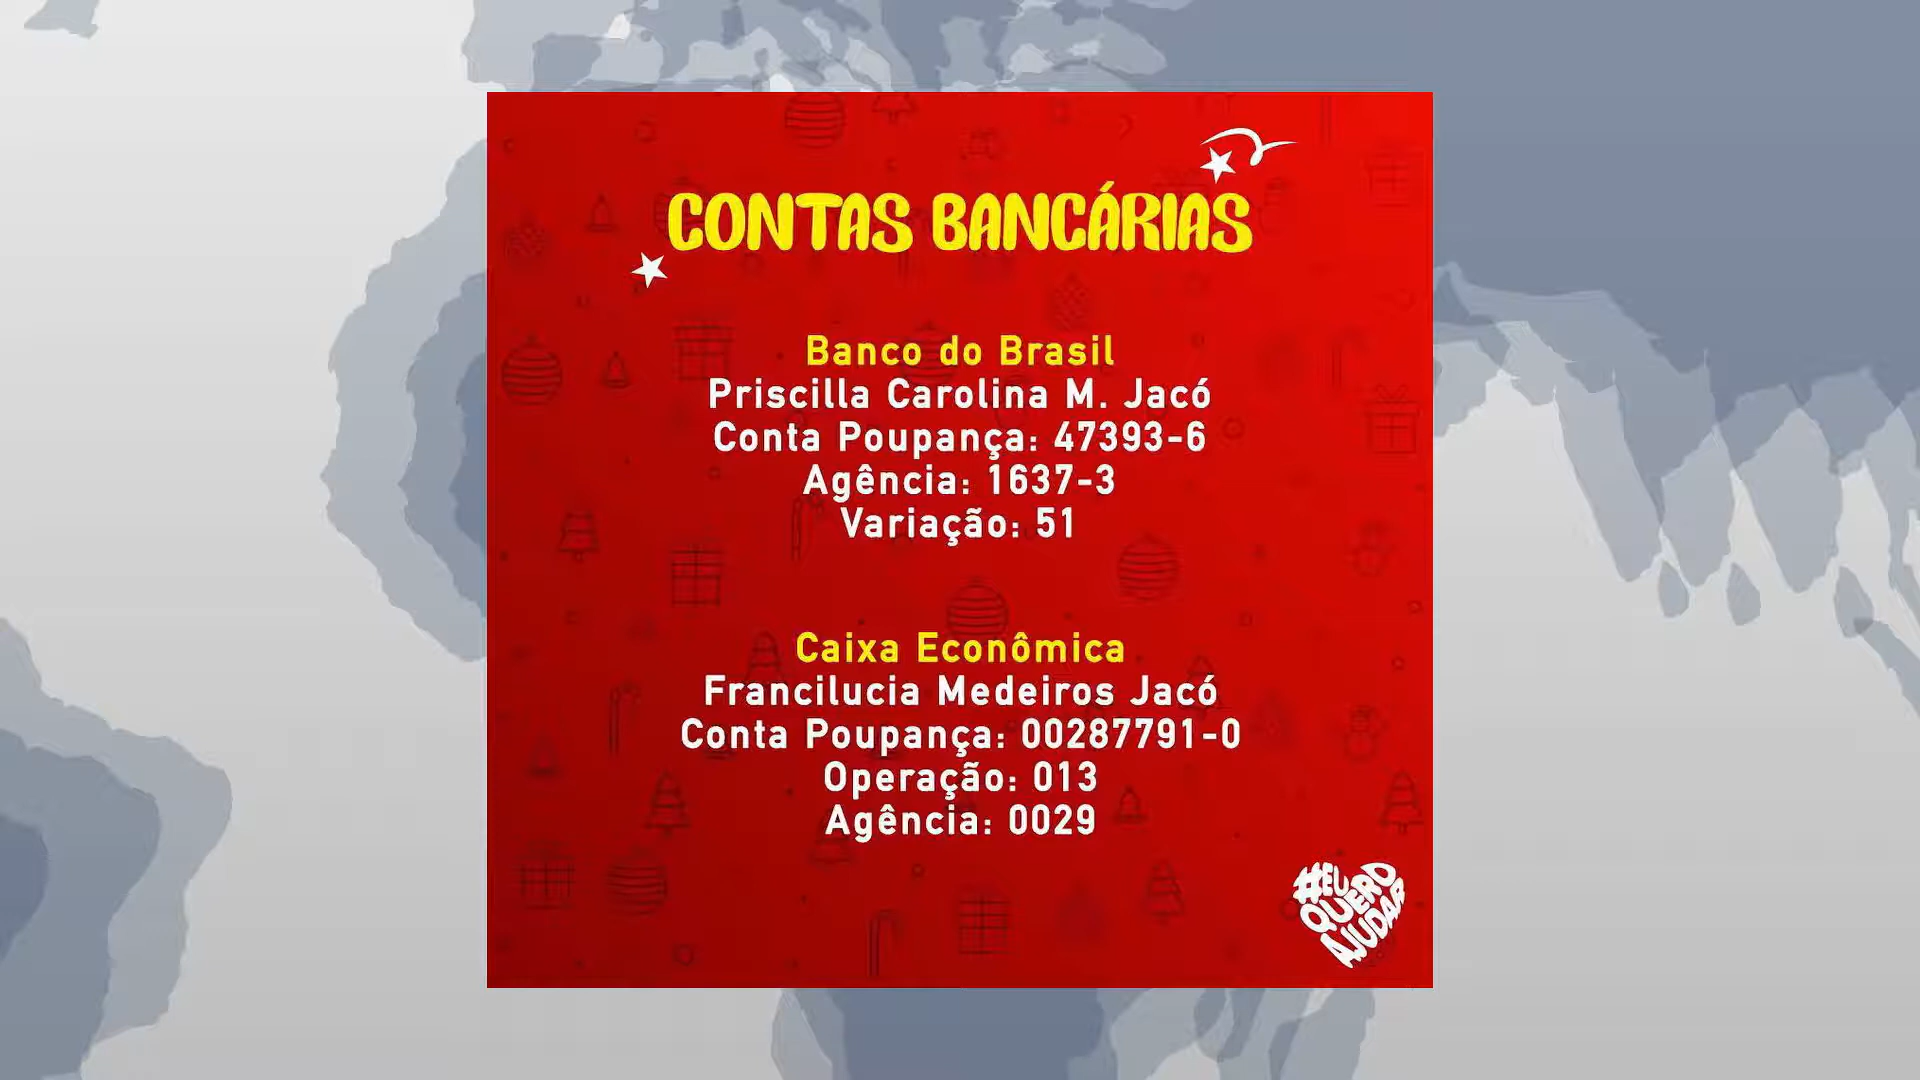 CONTAS BANCÁRIAS
Banco do Brasil
Priscilla Carolina M. Jacó
Conta Poupança: 47393-6
Agência: 1637-3
Variação: 51
Caixa Econômica
Francilucia Medeiros Jacó
Conta Poupança: 00287791-0
Operação: 013
Agência: 0029
#EU
QUERO
AJUDAR